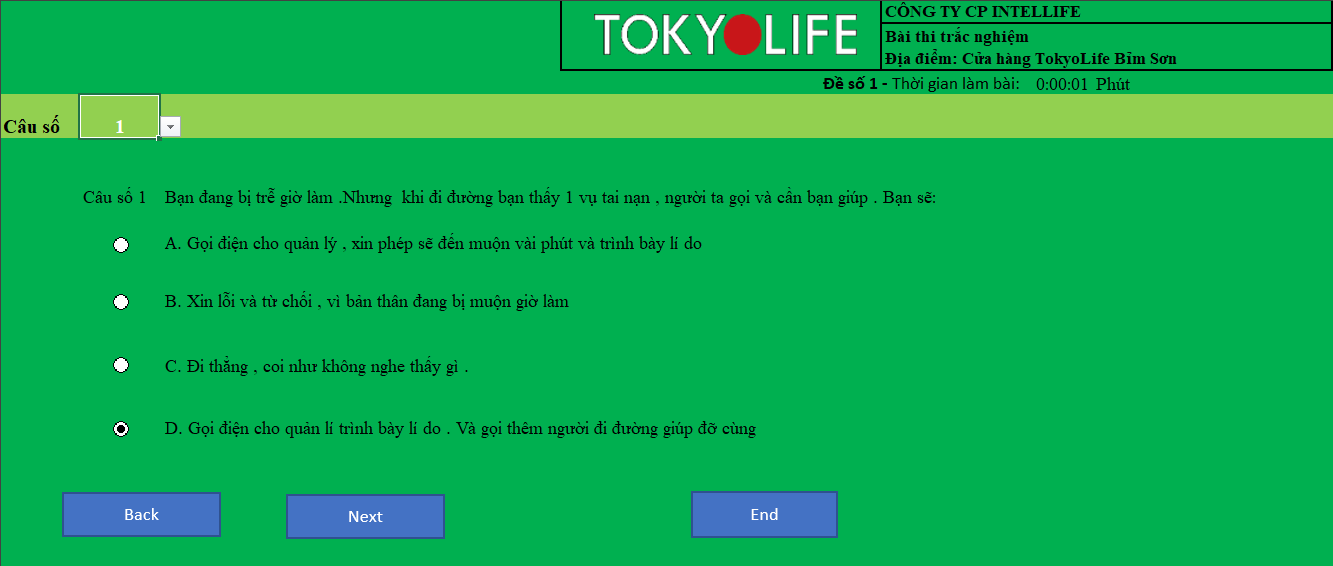 TOKYOLIFE
CÔNG TY CP INTELLIFE
Bài thi trắc nghiệm
Địa điểm: Cửa hàng TokyoLife Bỉm Sơn
Đề số 1 - Thời gian làm bài: 0:00:01 Phút
Câu số 1
Câu số 1 Bạn đang bị trễ giờ làm .Nhưng khi đi đường bạn thấy 1 vụ tai nạn , người ta gọi và cần bạn giúp . Bạn sẽ:
A. Gọi điện cho quản lý , xin phép sẽ đến muộn vài phút và trình bày lí do
B. Xin lỗi và từ chối , vì bản thân đang bị muộn giờ làm
C. Đi thẳng , coi như không nghe thấy gì .
D. Gọi điện cho quản lí trình bày lí do . Và gọi thêm người đi đường giúp đỡ cùng
Back Next End